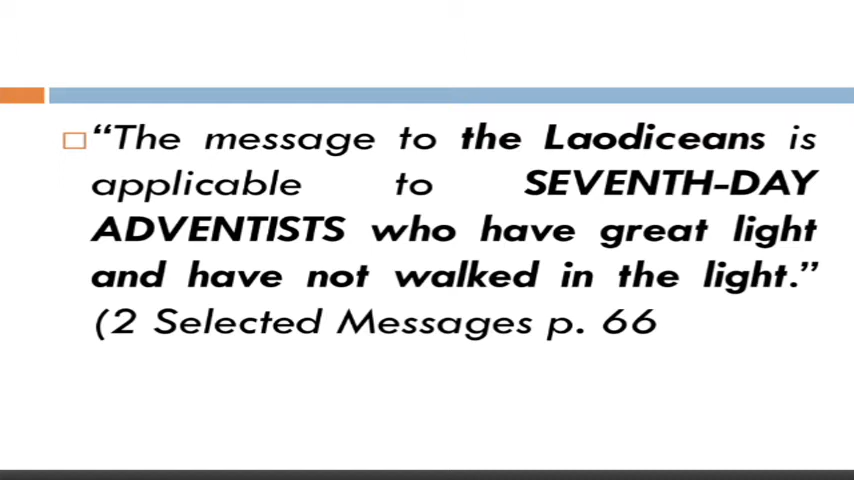 “The message to the Laodiceans is
applicable to SEVENTH-DAY
ADVENTISTS who have great light
and have not walked in the light.”
(2 Selected Messages p. 66